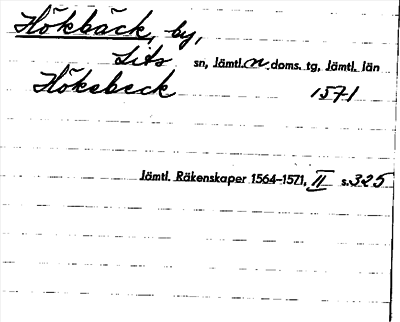 Hökbäck, by,
Lits sn, Jämtl. n. doms. tg, Jämtl. län
Hökebeck 1571
Jämtl. Räkenskaper 1564-1571, II s. 325